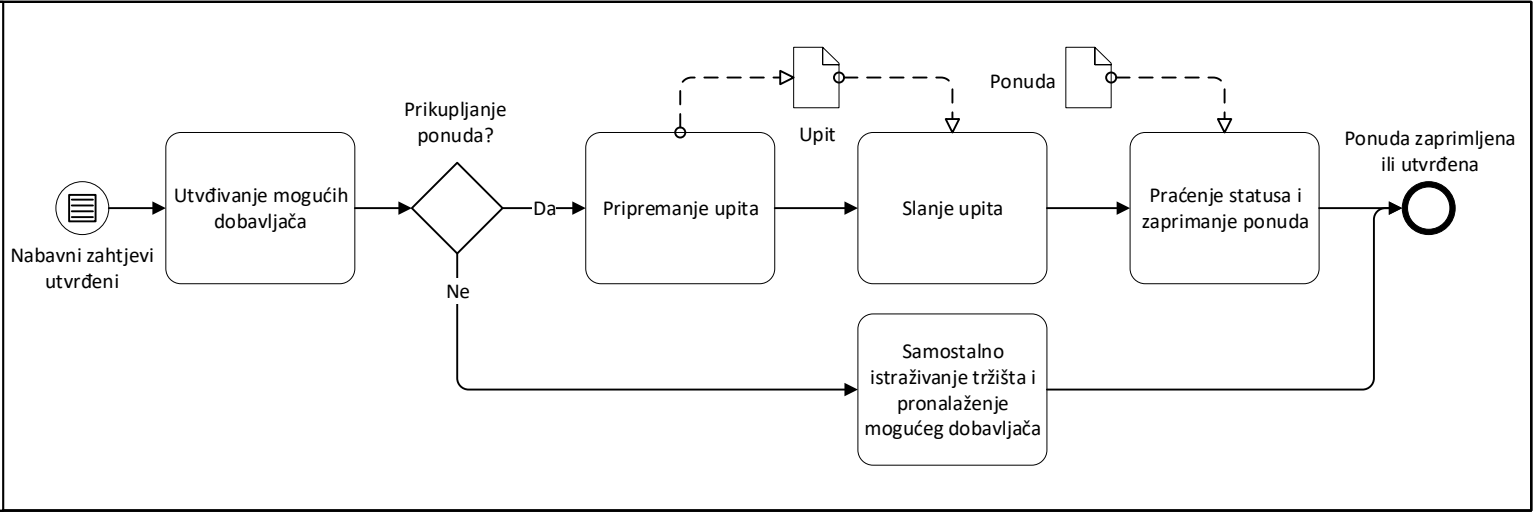 Nabavni zahtjevi
utvrđeni
Utvđivanje mogućih
dobavljača
Prikupljanje
ponuda?
Da
Ne
Pripremanje upita
Upit
Slanje upita
Ponuda
Praćenje statusa i
zaprimanje ponuda
Samostalno
istraživanje tržišta i
pronalaženje
mogućeg dobavljača
Ponuda zaprimljena
ili utvrđena